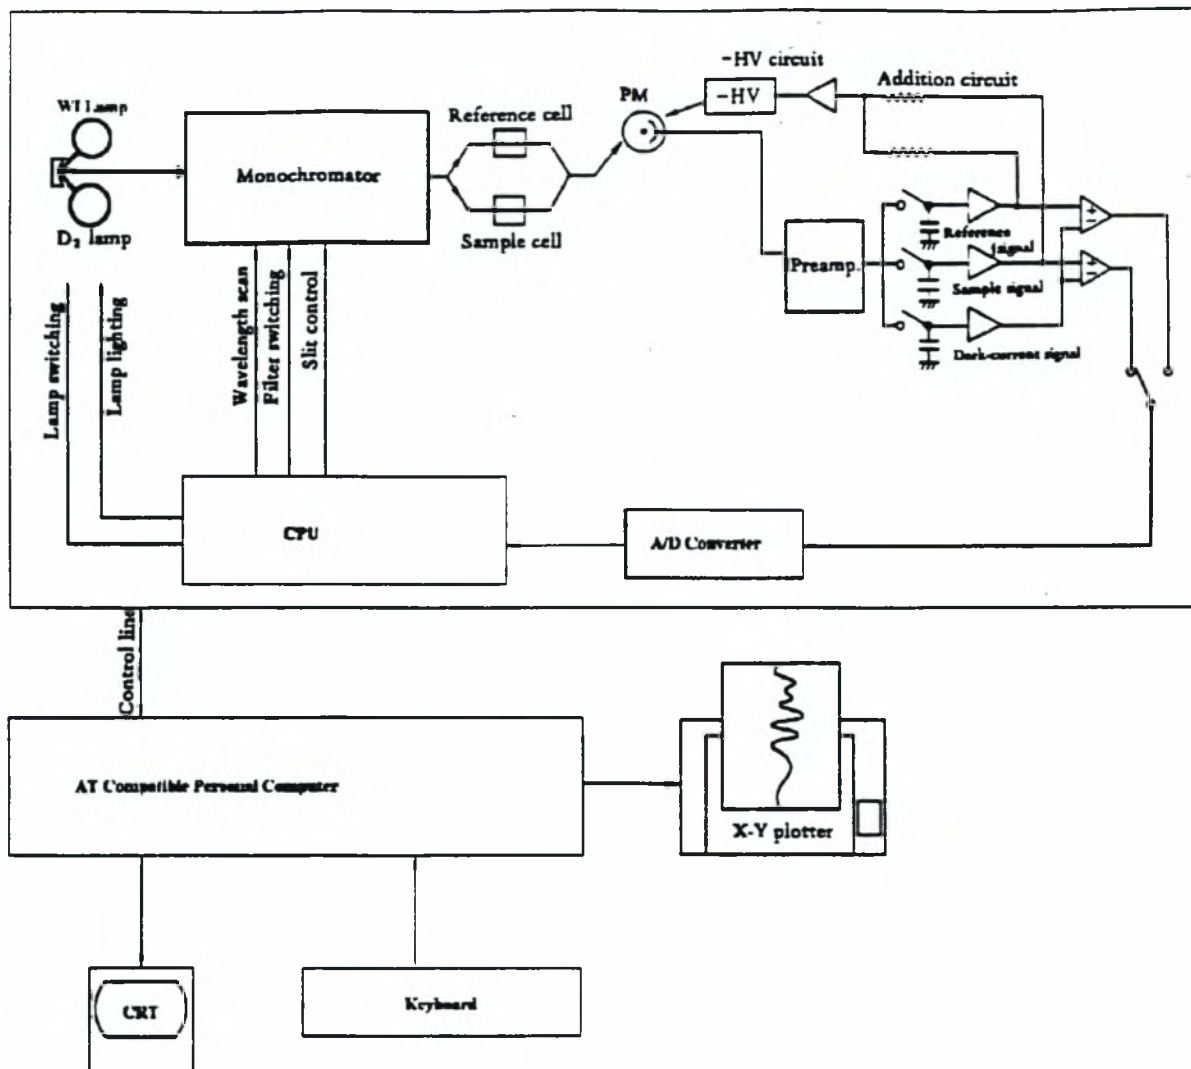 −HV circuit
Addition circuit
WI Lamp
PM
−HV
Reference cell
Monochromator
Sample cell
D₂ lamp
Preamp.
Reference signal
Sample signal
Dark-current signal
Lamp switching
Lamp lighting
Wavelength scan
Filter switching
Slit control
CPU
A/D Converter
Control line
AT Compatible Personal Computer
X-Y plotter
CRT
Keyboard